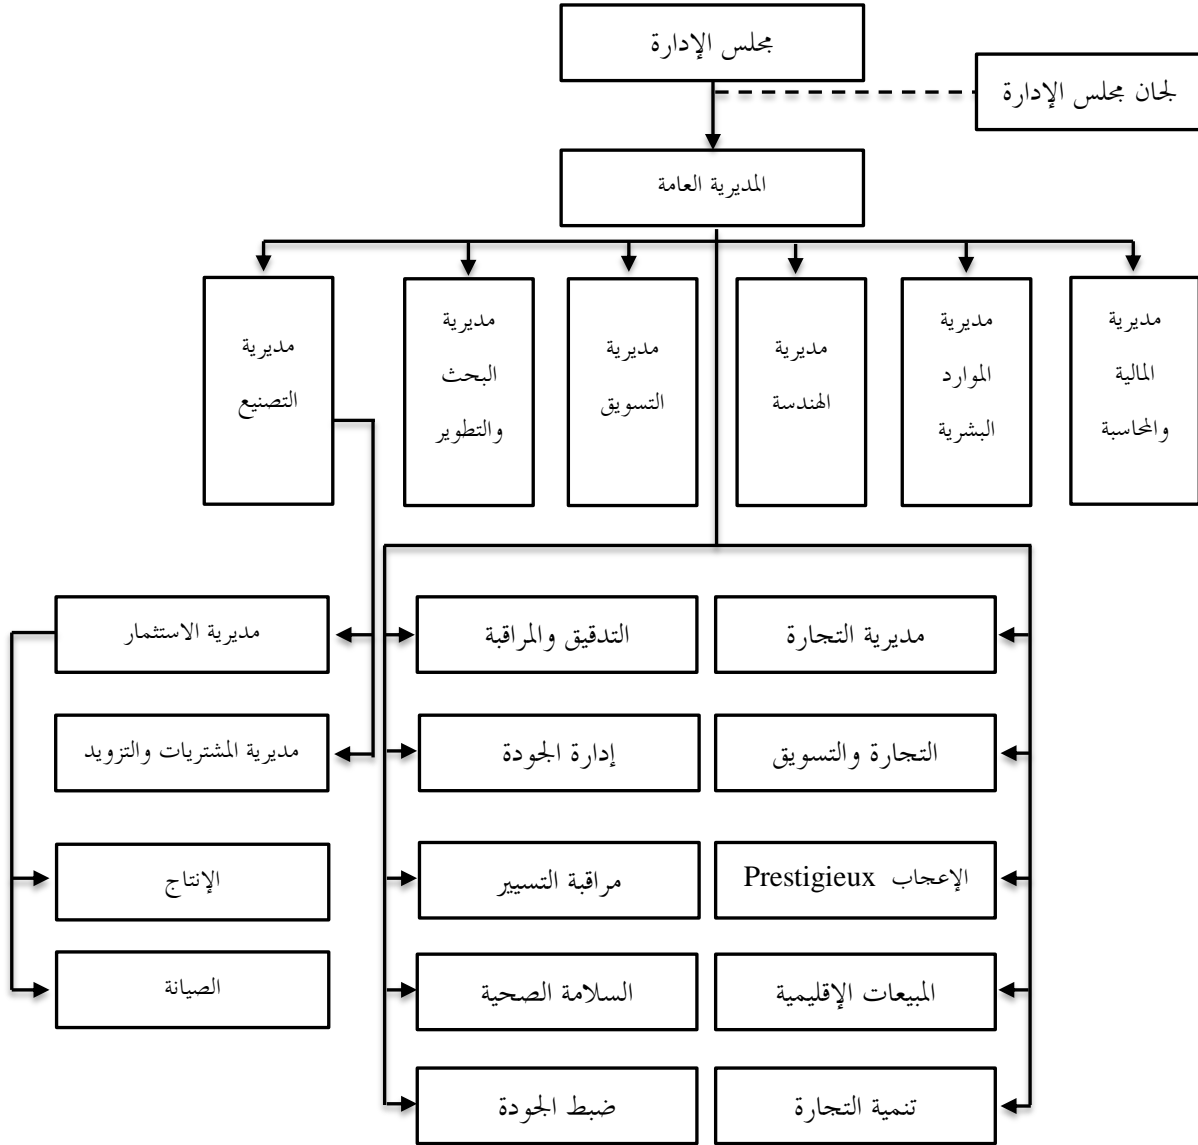 مجلس الإدارة
لجان مجلس الإدارة
المديرية العامة
مديرية
المالية
والمحاسبة
مديرية
الموارد
البشرية
مديرية
الهندسة
مديرية
التسويق
مديرية
البحث
والتطوير
مديرية
التصنيع
مديرية التجارة
التدقيق والمراقبة
مديرية الاستثمار
التجارة والتسويق
إدارة الجودة
مديرية المشتريات والتزويد
الإعجاب Prestigieux
مراقبة التسيير
الإنتاج
المبيعات الإقليمية
السلامة الصحية
الصيانة
تنمية التجارة
ضبط الجودة